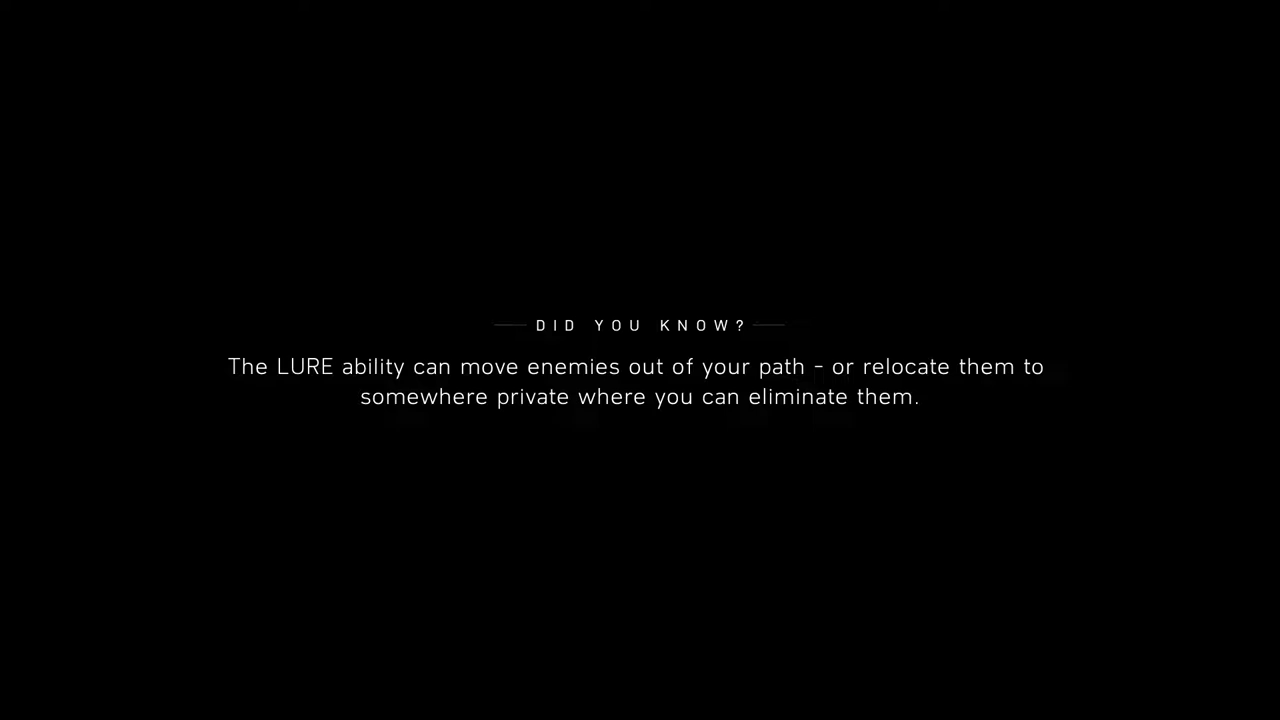 DID YOU KNOW?
The LURE ability can move enemies out of your path - or relocate them to
somewhere private where you can eliminate them.